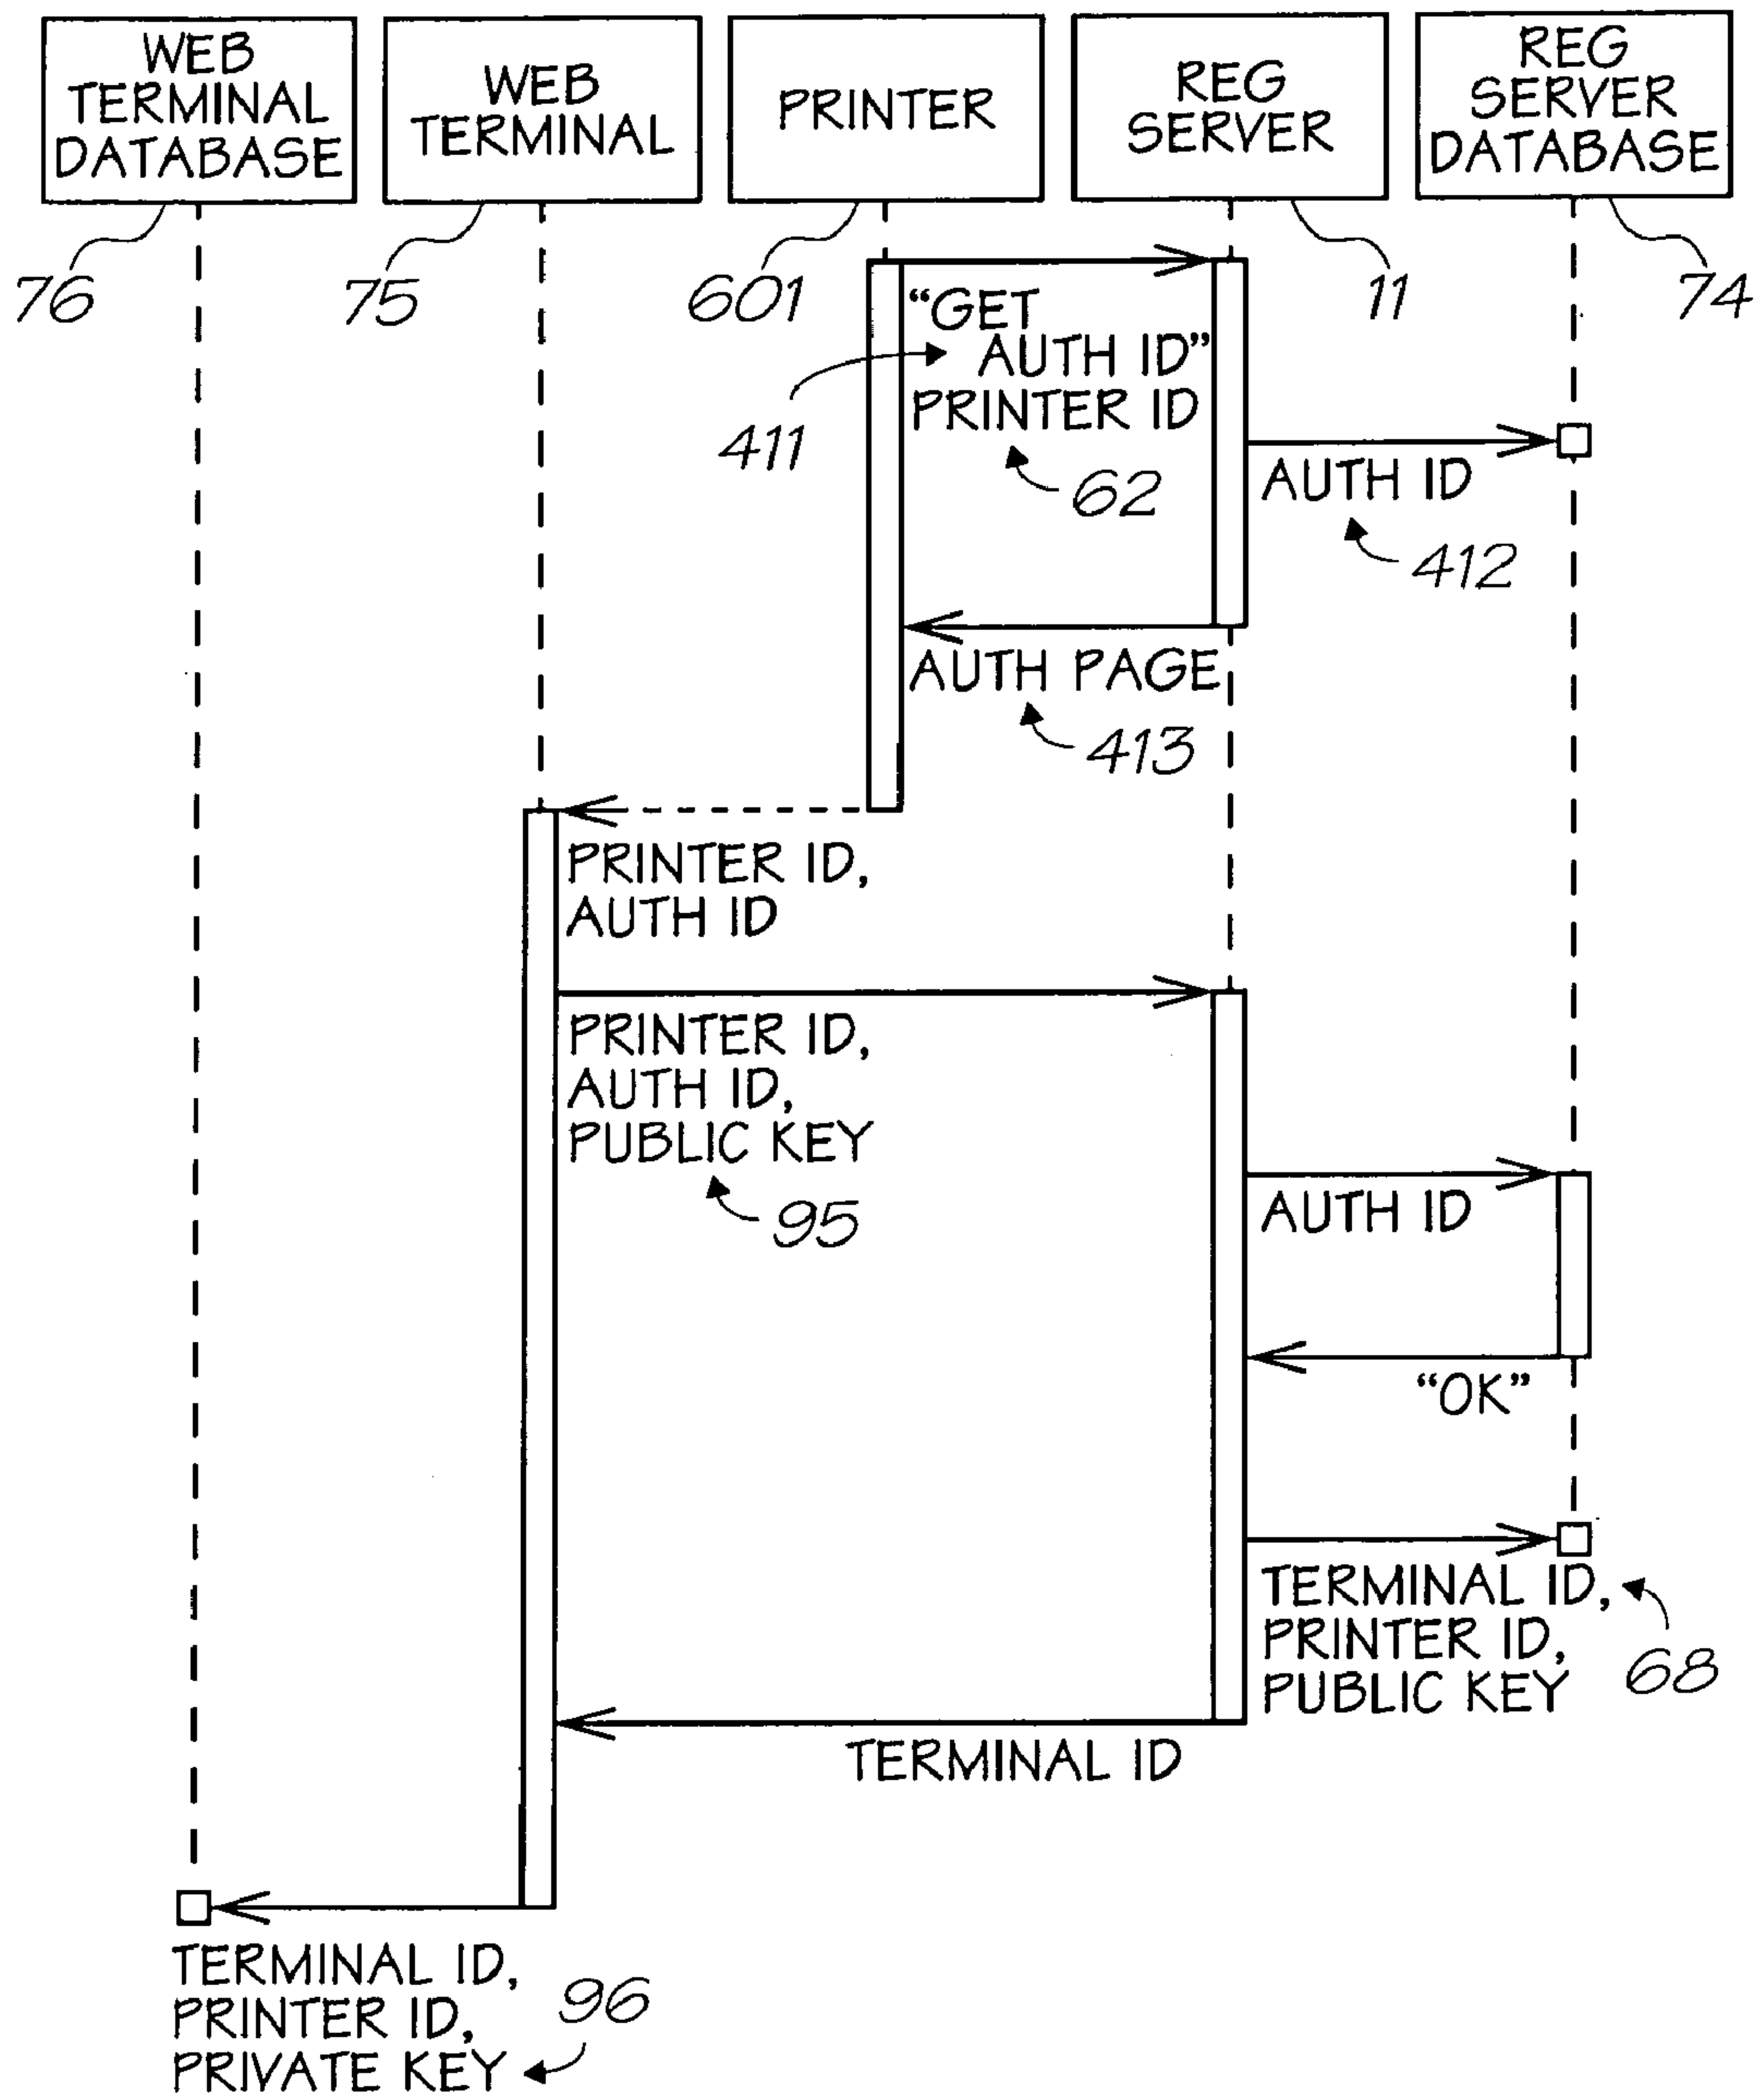 WEB
TERMINAL
DATABASE
WEB
TERMINAL
PRINTER
REG
SERVER
REG
SERVER
DATABASE
76
75
601
11
74
“GET
AUTH ID”
PRINTER ID
411
62
AUTH ID
412
AUTH PAGE
413
PRINTER ID,
AUTH ID
PRINTER ID,
AUTH ID,
PUBLIC KEY
95
AUTH ID
“OK”
TERMINAL ID,
PRINTER ID,
PUBLIC KEY
68
TERMINAL ID
TERMINAL ID,
PRINTER ID,
PRIVATE KEY
96